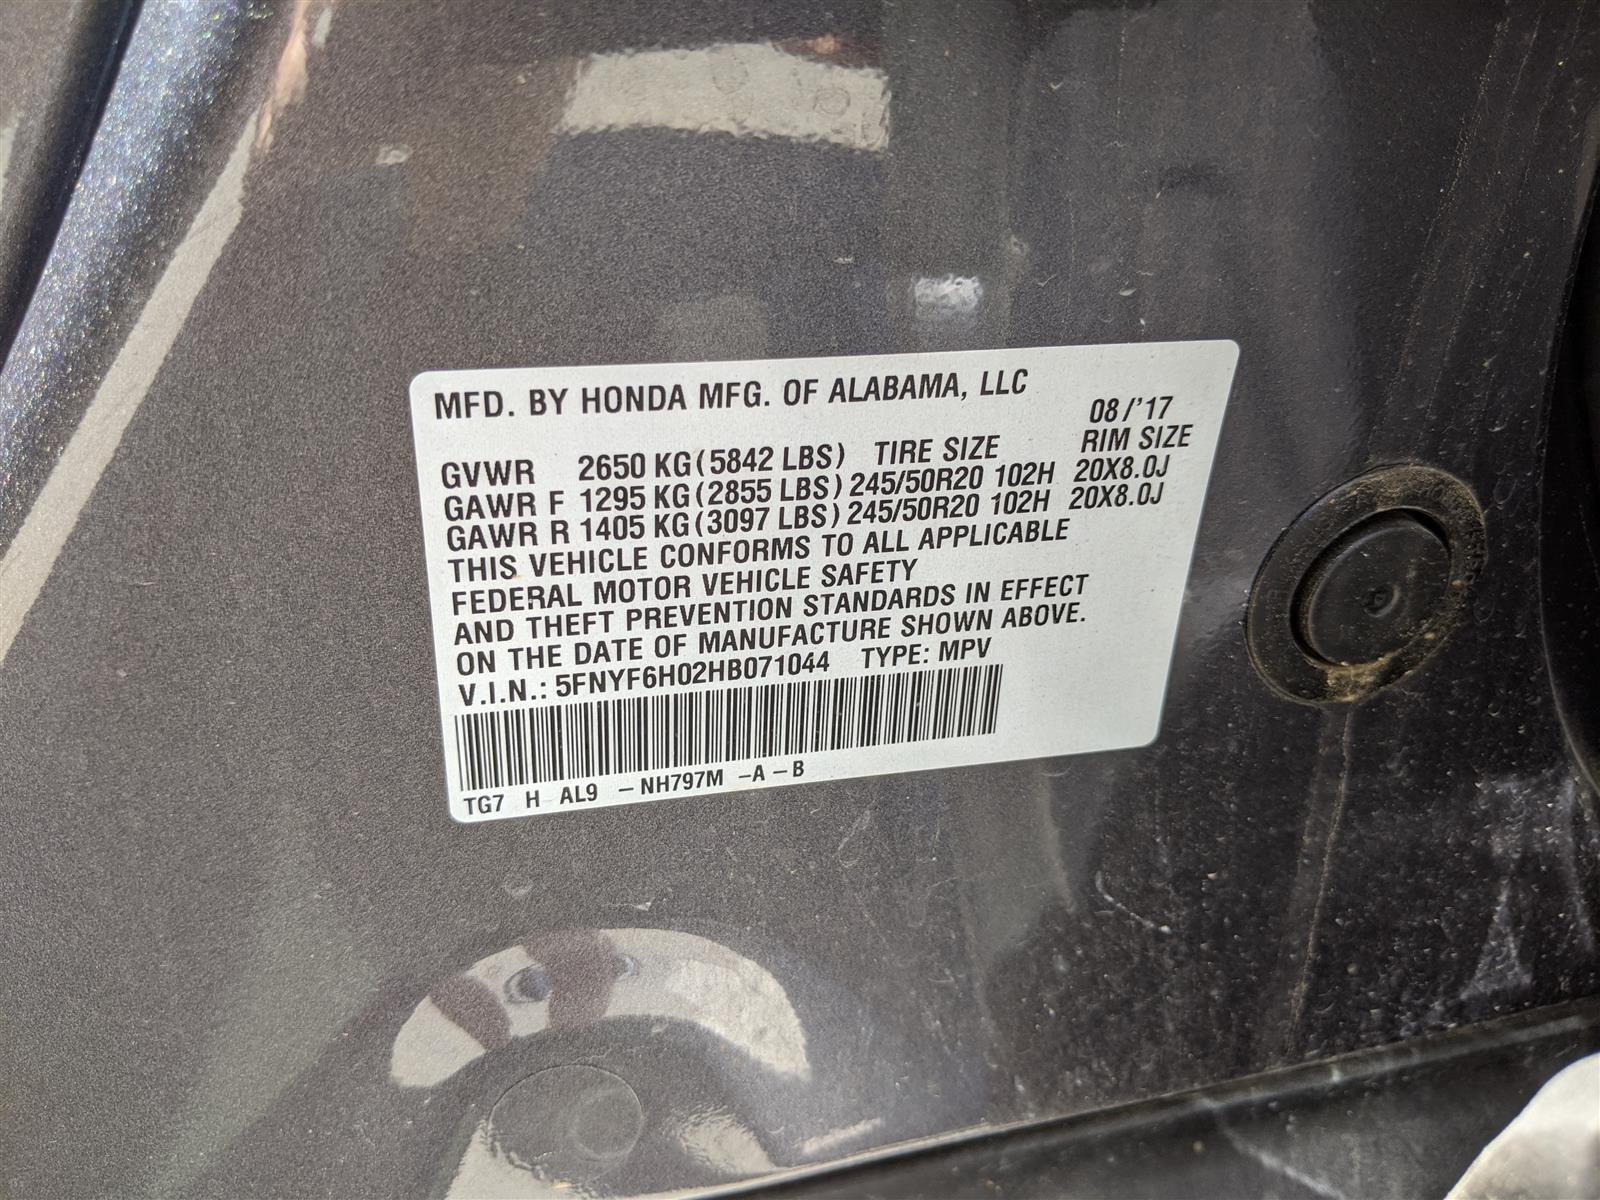 MFD. BY HONDA MFG. OF ALABAMA, LLC
08/'17
GVWR 2650 KG (5842 LBS) TIRE SIZE RIM SIZE
GAWR F 1295 KG (2855 LBS) 245/50R20 102H 20X8.0J
GAWR R 1405 KG (3097 LBS) 245/50R20 102H 20X8.0J
THIS VEHICLE CONFORMS TO ALL APPLICABLE
FEDERAL MOTOR VEHICLE SAFETY
AND THEFT PREVENTION STANDARDS IN EFFECT
ON THE DATE OF MANUFACTURE SHOWN ABOVE.
V.I.N.: 5FNYF6H02HB071044 TYPE: MPV
TG7 H AL9 –NH797M –A –B